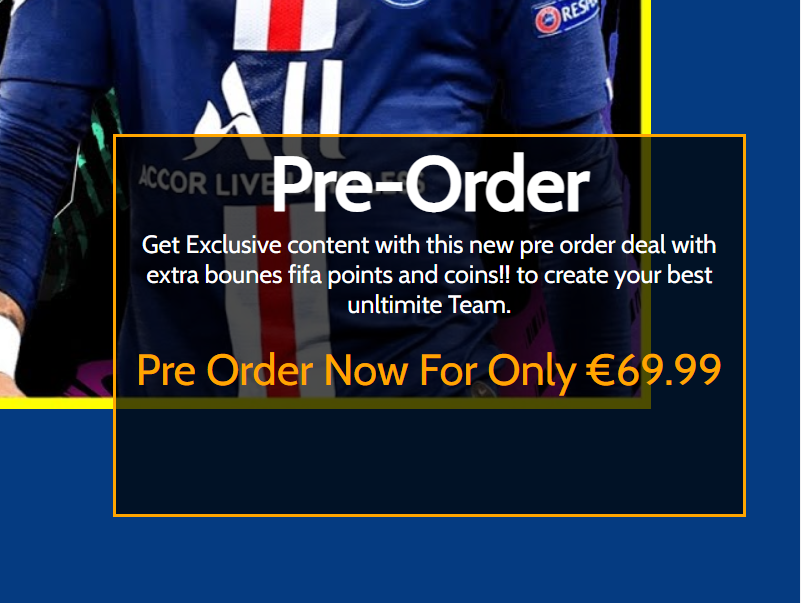 RESP
All
ACCOR LIVE LIMITLESS
Pre-Order
Get Exclusive content with this new pre order deal with
extra bounes fifa points and coins!! to create your best
unltimite Team.
Pre Order Now For Only €69.99